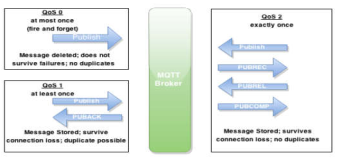 QoS 0
at most once
(fire and forget)
Publish
Message deleted; does not
survive failures; no duplicates
QoS 1
at least once
Publish
PUBACK
Message Stored; survive
connection loss; duplicate possible
MQTT
Broker
QoS 2
exactly once
Publish
PUBREC
PUBREL
PUBCOMP
Message Stored; survives
connection loss; no duplicates